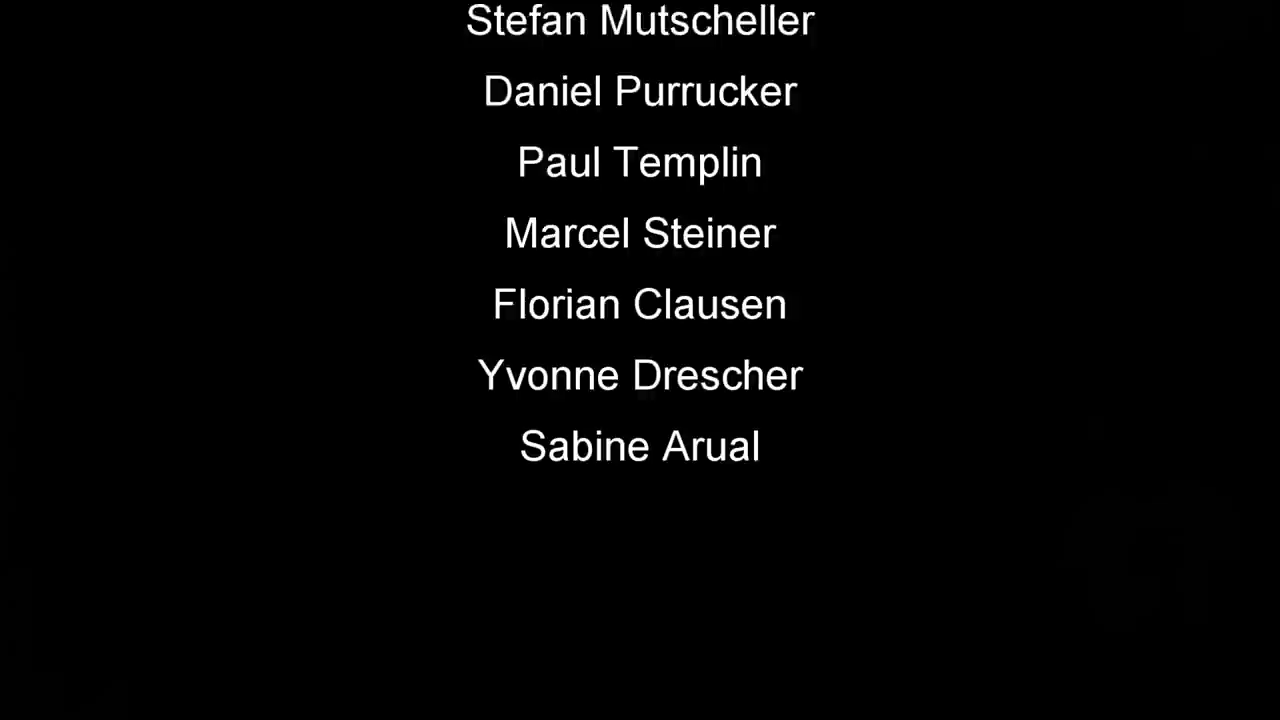 Stefan Mutscheller
Daniel Purrucker
Paul Templin
Marcel Steiner
Florian Clausen
Yvonne Drescher
Sabine Arual